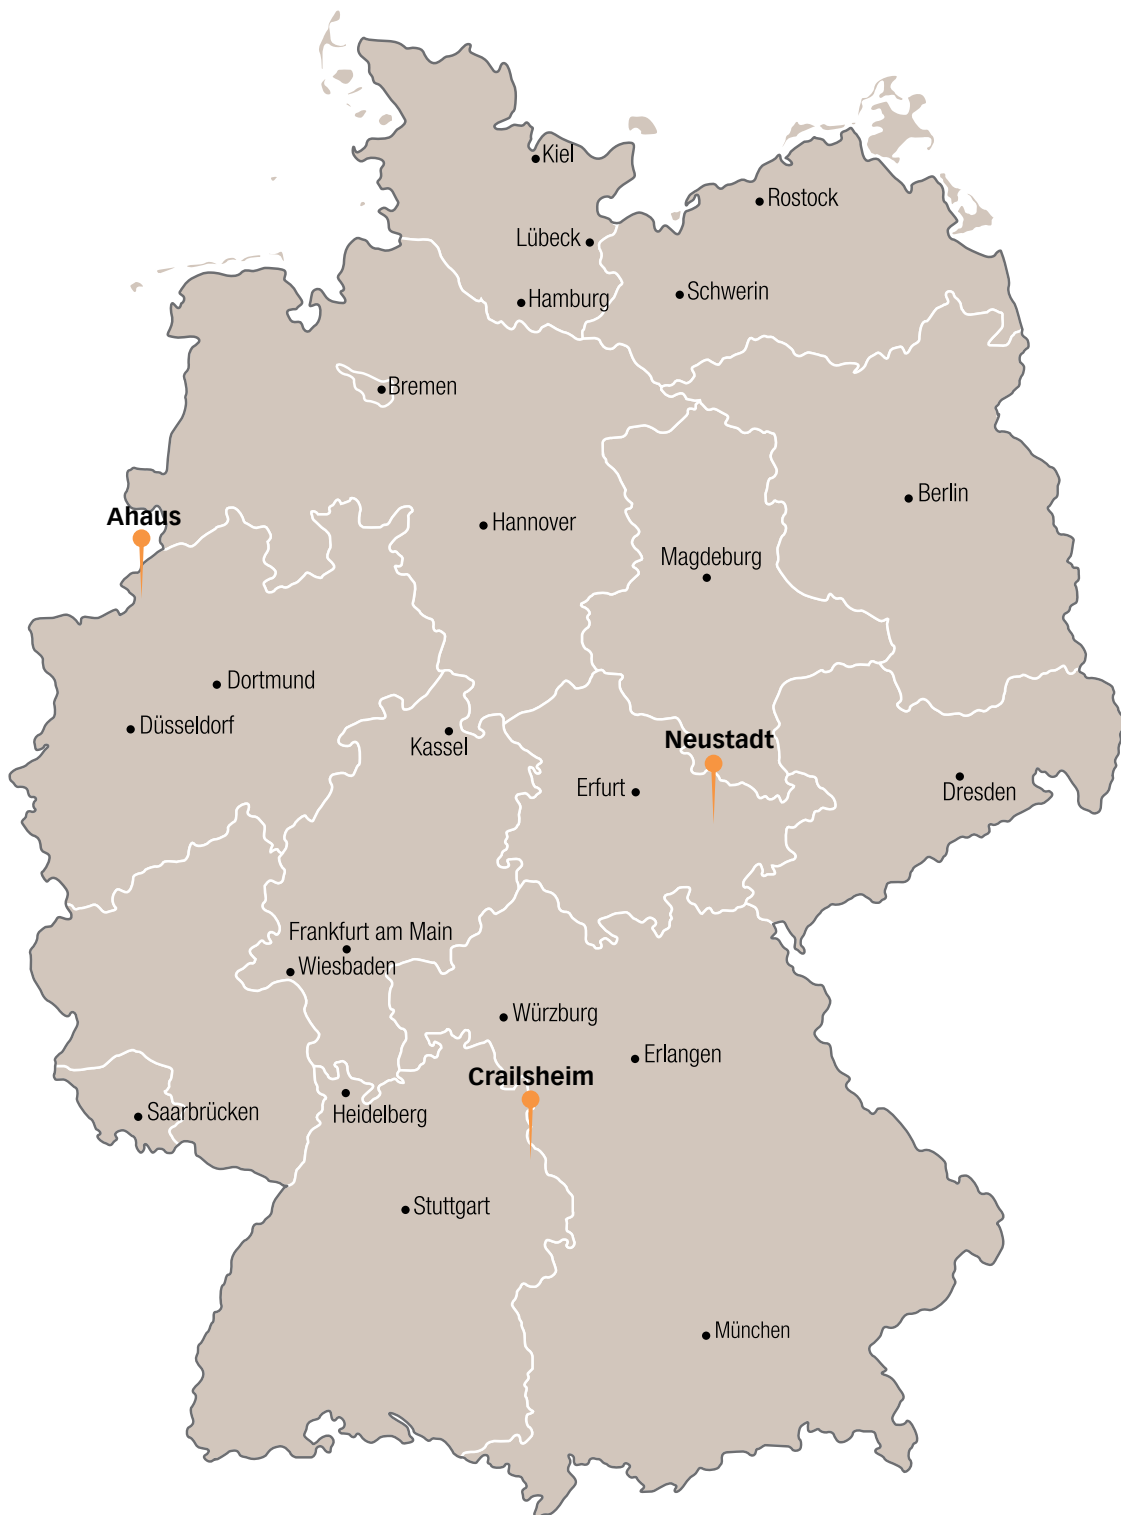 Kiel
Rostock
Lübeck
Schwerin
Hamburg
Bremen
Berlin
Ahaus
Hannover
Magdeburg
Dortmund
Düsseldorf
Kassel
Neustadt
Erfurt
Dresden
Frankfurt am Main
Wiesbaden
Würzburg
Erlangen
Crailsheim
Saarbrücken
Heidelberg
Stuttgart
München